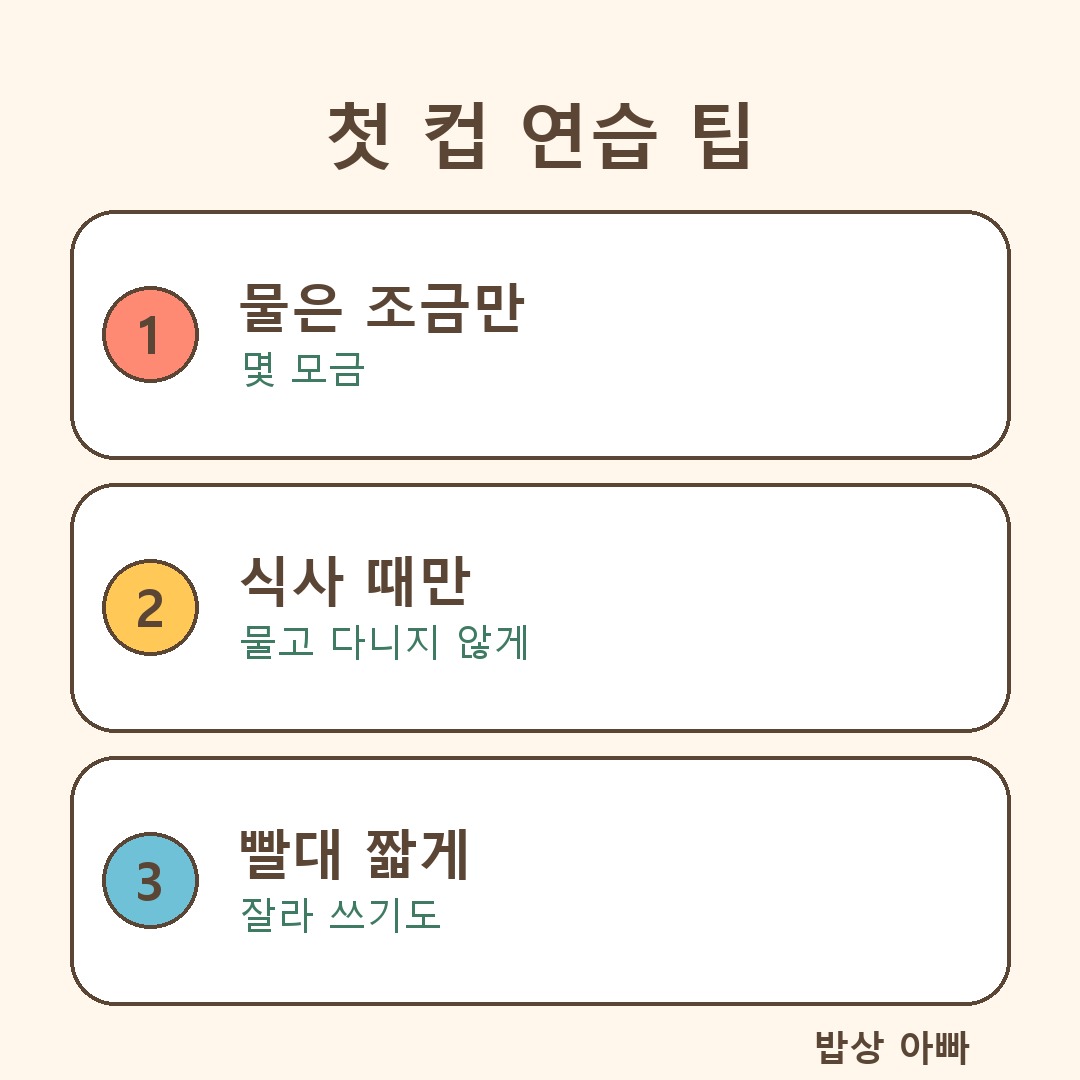 첫 컵 연습 팁
1
물은 조금만
몇 모금
2
식사 때만
물고 다니지 않게
3
빨대 짧게
잘라 쓰기도
밥상 아빠